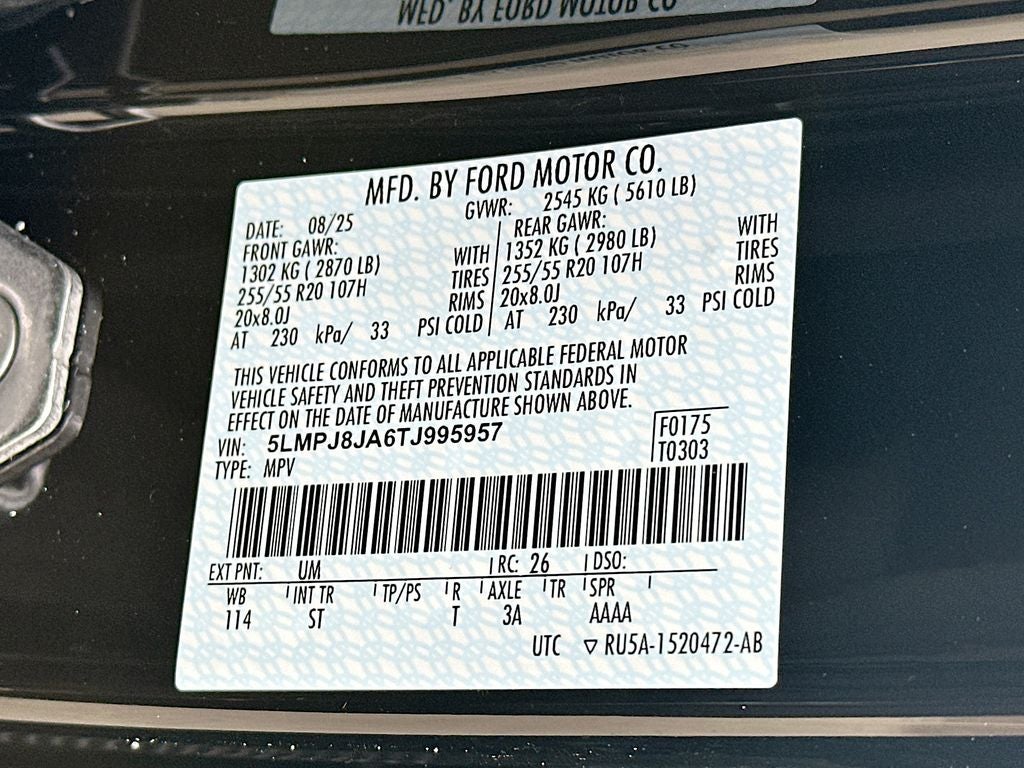 MFD. BY FORD MOTOR CO.
MFD. BY FORD MOTOR CO.
DATE: 08/25 GVWR: 2545 KG ( 5610 LB)
FRONT GAWR: REAR GAWR:
1302 KG ( 2870 LB) WITH 1352 KG ( 2980 LB) WITH
255/55 R20 107H TIRES 255/55 R20 107H TIRES
20x8.0J RIMS 20x8.0J RIMS
AT 230 kPa/ 33 PSI COLD AT 230 kPa/ 33 PSI COLD
THIS VEHICLE CONFORMS TO ALL APPLICABLE FEDERAL MOTOR
VEHICLE SAFETY AND THEFT PREVENTION STANDARDS IN
EFFECT ON THE DATE OF MANUFACTURE SHOWN ABOVE.
VIN: 5LMPJ8JA6TJ995957 F0175
TYPE: MPV T0303
EXT PNT: UM RC: 26 DSO:
WB INT TR TP/PS R AXLE TR SPR
114 ST T 3A AAAA
UTC ▽ RU5A-1520472-AB